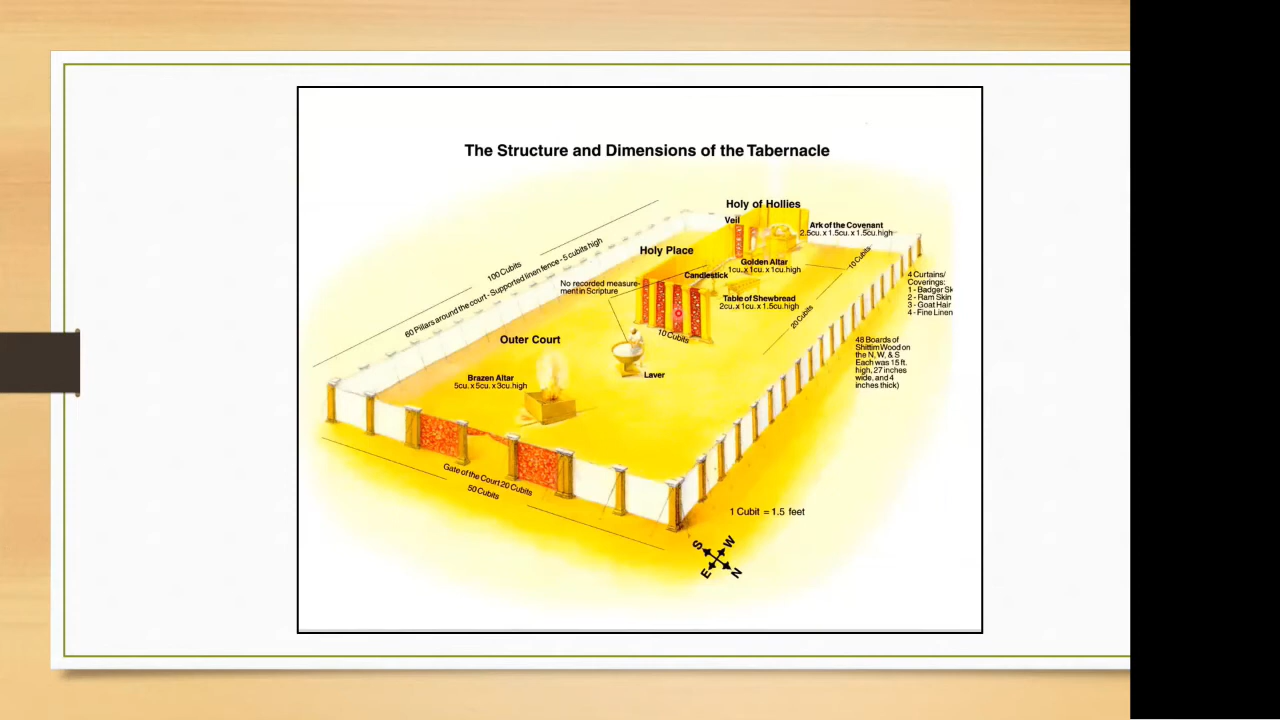 The Structure and Dimensions of the Tabernacle
Holy of Hollies
Veil
Ark of the Covenant
2.5cu. x 1.5cu. x 1.5cu.high
Holy Place
100 Cubits
60 Pillars around the court - Supported linen fence - 5 cubits high
Golden Altar
1cu. x 1cu. x 1cu.high
10 Cubits
Candlestick
No recorded measure-
ment in Scripture
Table of Shewbread
2cu. x 1cu. x 1.5cu.high
4 Curtains/
Coverings:
1 - Badger Sk
2 - Ram Skin
3 - Goat Hair
4 - Fine Linen
20 Cubits
10 Cubits
Outer Court
48 Boards of
Shittim Wood on
the N, W, & S
Each was 15 ft.
high, 27 inches
wide, and 4
inches thick)
Brazen Altar
5cu. x 5cu. x 3cu.high
Laver
Gate of the Court 20 Cubits
50 Cubits
1 Cubit = 1.5 feet
S W
E N